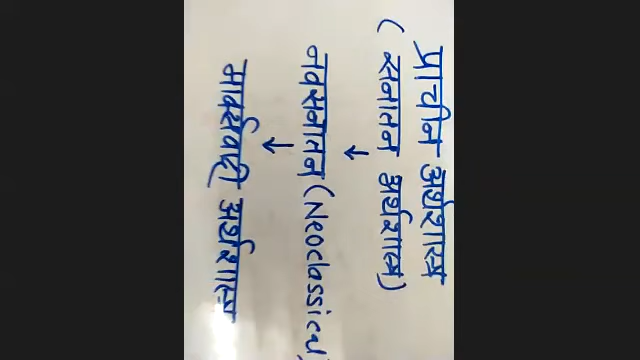 प्राचीन अर्थशास्त्र
( सनातन अर्थशास्त्र)
↓
नवसनातन (Neoclassical)
↓
मार्क्सवादी अर्थशास्त्र